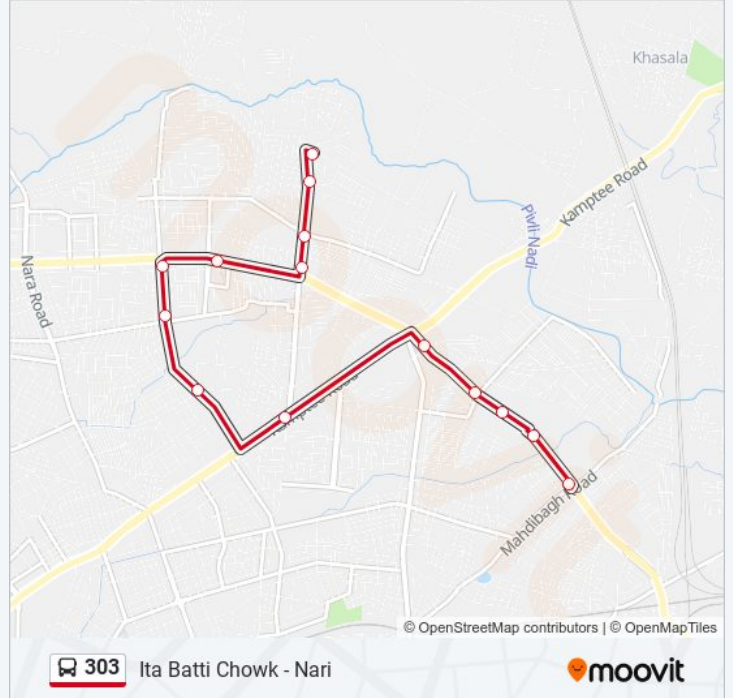 Khasala
Kamptee Road
Pivli Nadi
Nara Road
Kamptee Road
Mahdibagh Road
© OpenStreetMap contributors | © OpenMapTiles
303 Ita Batti Chowk - Nari
moovit